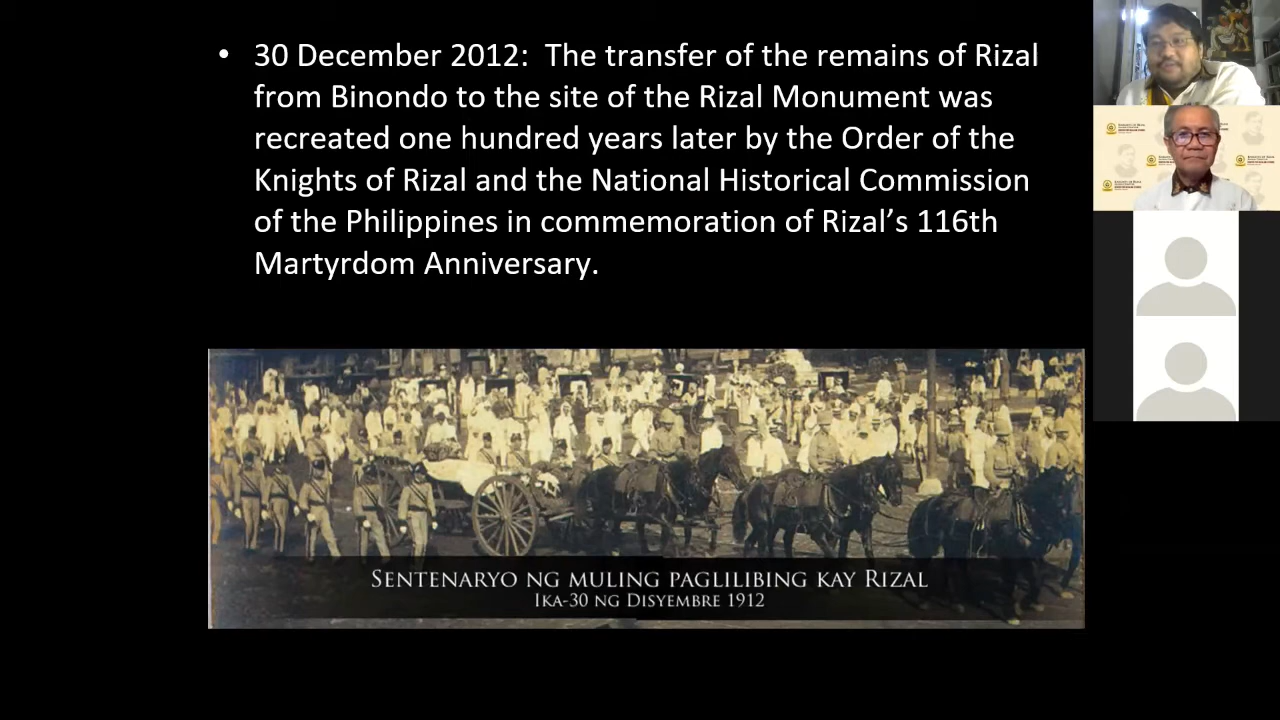 • 30 December 2012:  The transfer of the remains of Rizal
from Binondo to the site of the Rizal Monument was
recreated one hundred years later by the Order of the
Knights of Rizal and the National Historical Commission
of the Philippines in commemoration of Rizal’s 116th
Martyrdom Anniversary.
SENTENARYO NG MULING PAGLILIBING KAY RIZAL
IKA-30 NG DISYEMBRE 1912